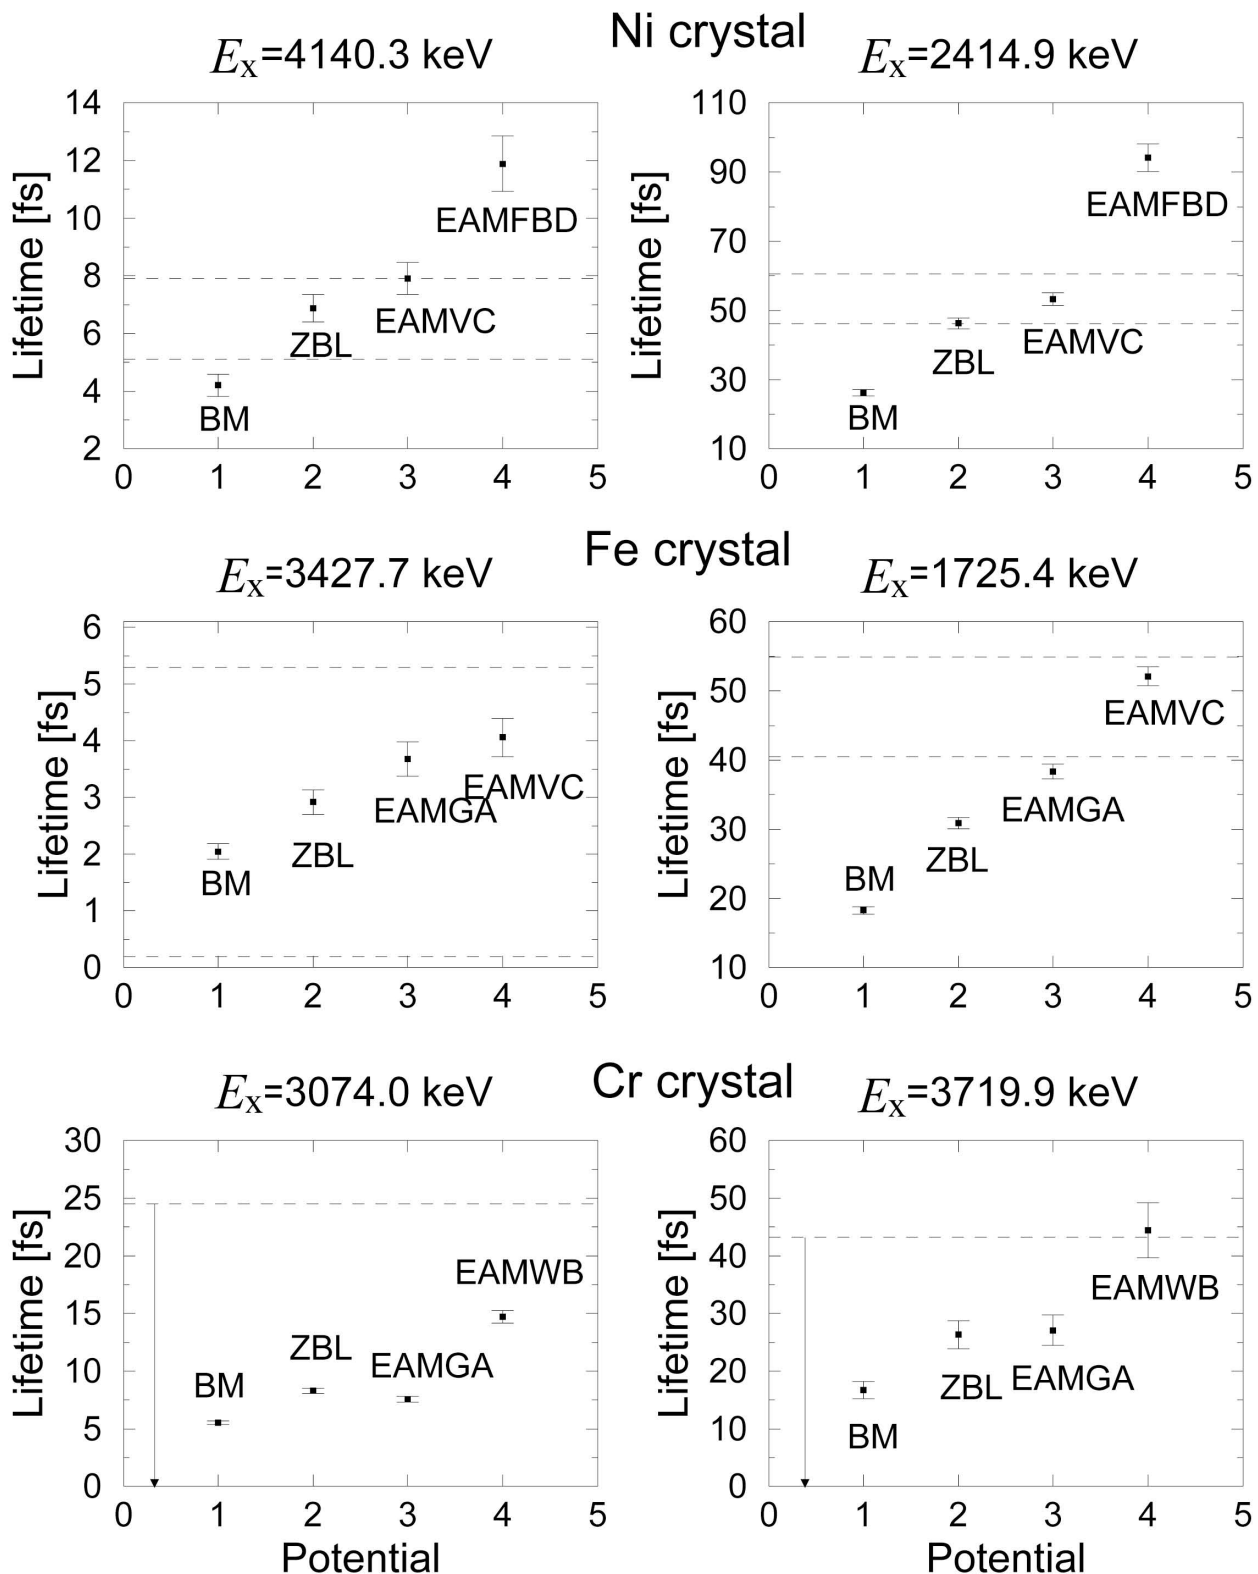 Ni crystal
Ex=4140.3 keV
Lifetime [fs]
14
12
10
8
6
4
2
0 1 2 3 4 5
BM
ZBL
EAMVC
EAMFBD
Ex=2414.9 keV
Lifetime [fs]
110
90
70
50
30
10
0 1 2 3 4 5
BM
ZBL
EAMVC
EAMFBD
Fe crystal
Ex=3427.7 keV
Lifetime [fs]
6
5
4
3
2
1
0
0 1 2 3 4 5
BM
ZBL
EAMGA
EAMVC
Ex=1725.4 keV
Lifetime [fs]
60
50
40
30
20
10
0 1 2 3 4 5
BM
ZBL
EAMGA
EAMVC
Cr crystal
Ex=3074.0 keV
Lifetime [fs]
30
25
20
15
10
5
0
0 1 2 3 4 5
BM
ZBL
EAMGA
EAMWB
Potential
Ex=3719.9 keV
Lifetime [fs]
60
50
40
30
20
10
0
0 1 2 3 4 5
BM
ZBL
EAMGA
EAMWB
Potential